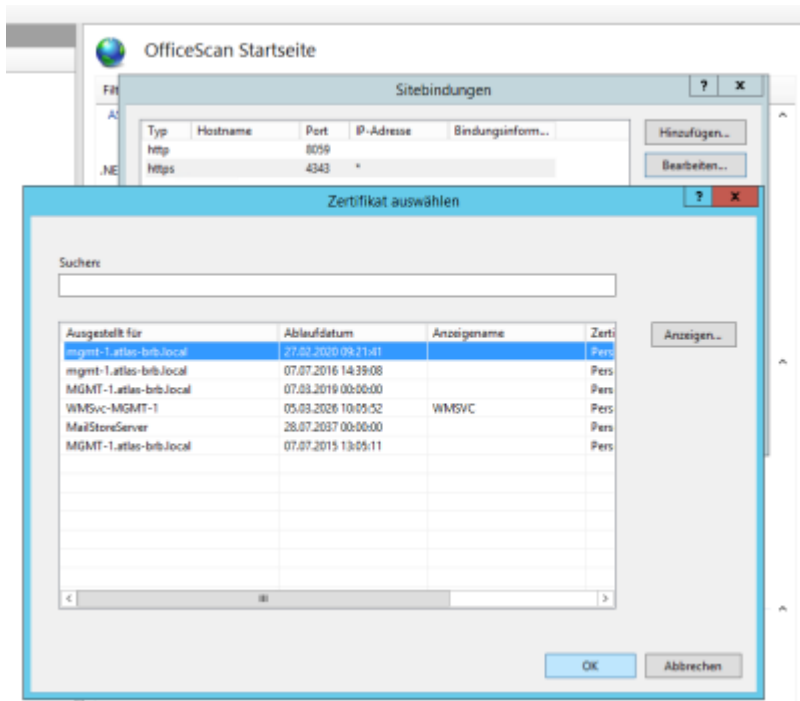 OfficeScan Startseite
Filt
Sitebindungen
? x
Typ Hostname Port IP-Adresse Bindungsinform...
http 8059
https 4343 *
Hinzufügen...
Bearbeiten...
.NE
Zertifikat auswählen
? x
Suchen:
Ausgestellt für Ablaufdatum Anzeigename Zerti
mgmt-1.atlas-brb.local 27.02.2020 09:21:41 Pers
mgmt-1.atlas-brb.local 07.07.2016 14:39:08 Pers
MGMT-1.atlas-brb.local 07.03.2019 00:00:00 Pers
WMSvc-MGMT-1 05.03.2026 10:05:52 WMSVC Pers
MailStoreServer 28.07.2037 00:00:00 Pers
MGMT-1.atlas-brb.local 07.07.2015 13:05:11 Pers
Anzeigen...
OK Abbrechen